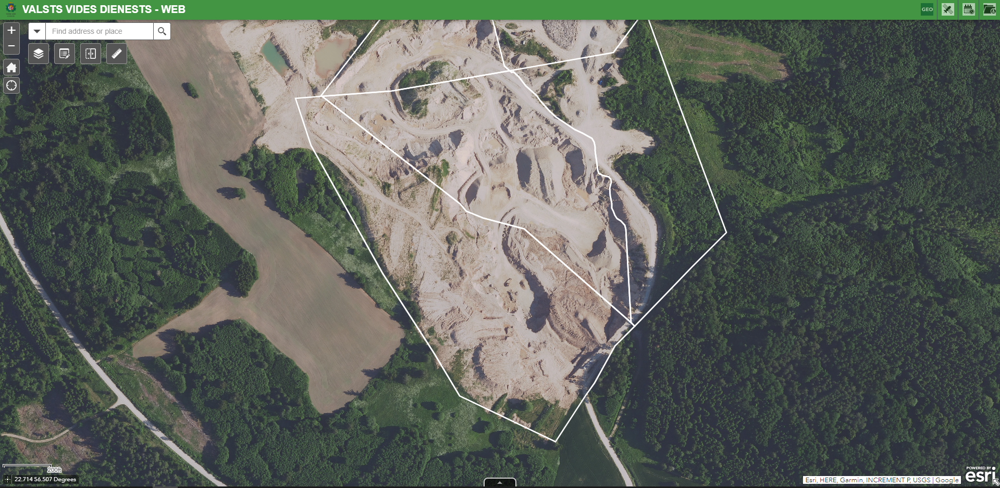 VALSTS VIDES DIENESTS - WEB
GEO
+
Find address or place
−
200ft
22.714 56.507 Degrees
Esri, HERE, Garmin, INCREMENT P, USGS | Google
POWERED BY
esri